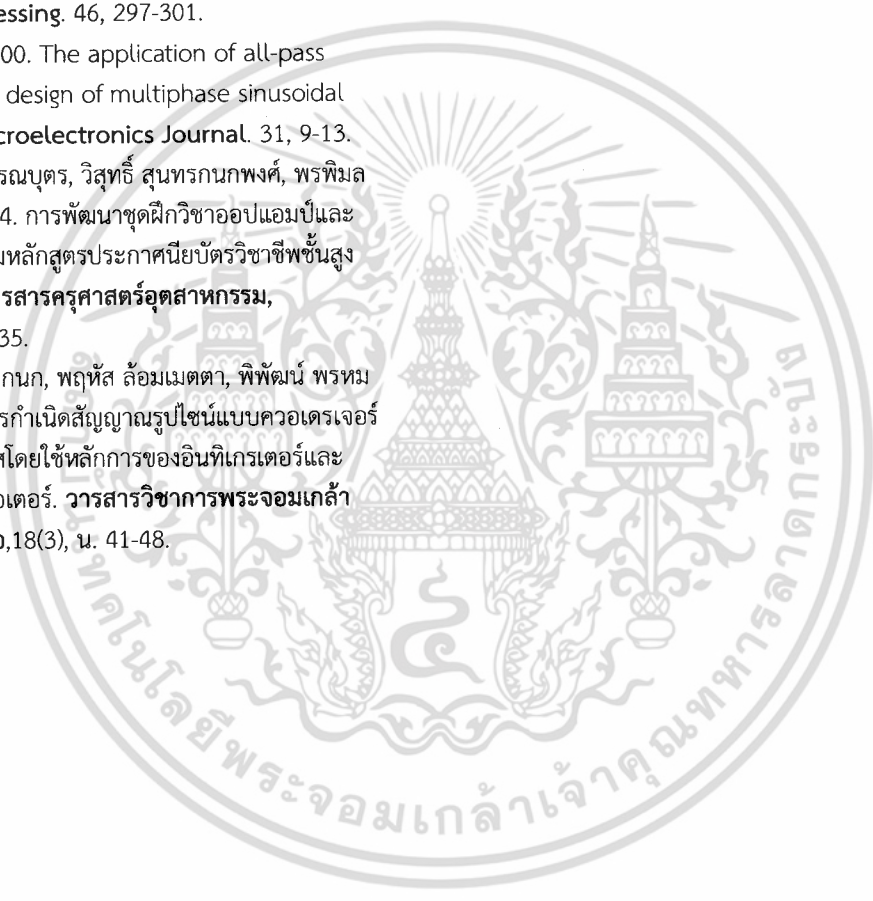 essing. 46, 297-301.
00. The application of all-pass
design of multiphase sinusoidal
croelectronics Journal. 31, 9-13.
รณบุตร, วิสุทธิ์ สุนทรกนกพงศ์, พรพิมล
4. การพัฒนาชุดฝึกวิชาออปแอมป์และ
มหลักสูตรประกาศนียบัตรวิชาชีพชั้นสูง
รสารครุศาสตร์อุตสาหกรรม,
35.
กนก, พฤหัส ล้อมเมตตา, พิพัฒน์ พรหม
รกำเนิดสัญญาณรูปไซน์แบบควอเดรเจอร์
สโดยใช้หลักการของอินทิเกรเตอร์และ
อเตอร์. วารสารวิชาการพระจอมเกล้า
อ,18(3), น. 41-48.
ทคโนโลยีพระจอมเกล้าเจ้าคุณทหารลาดกระบัง